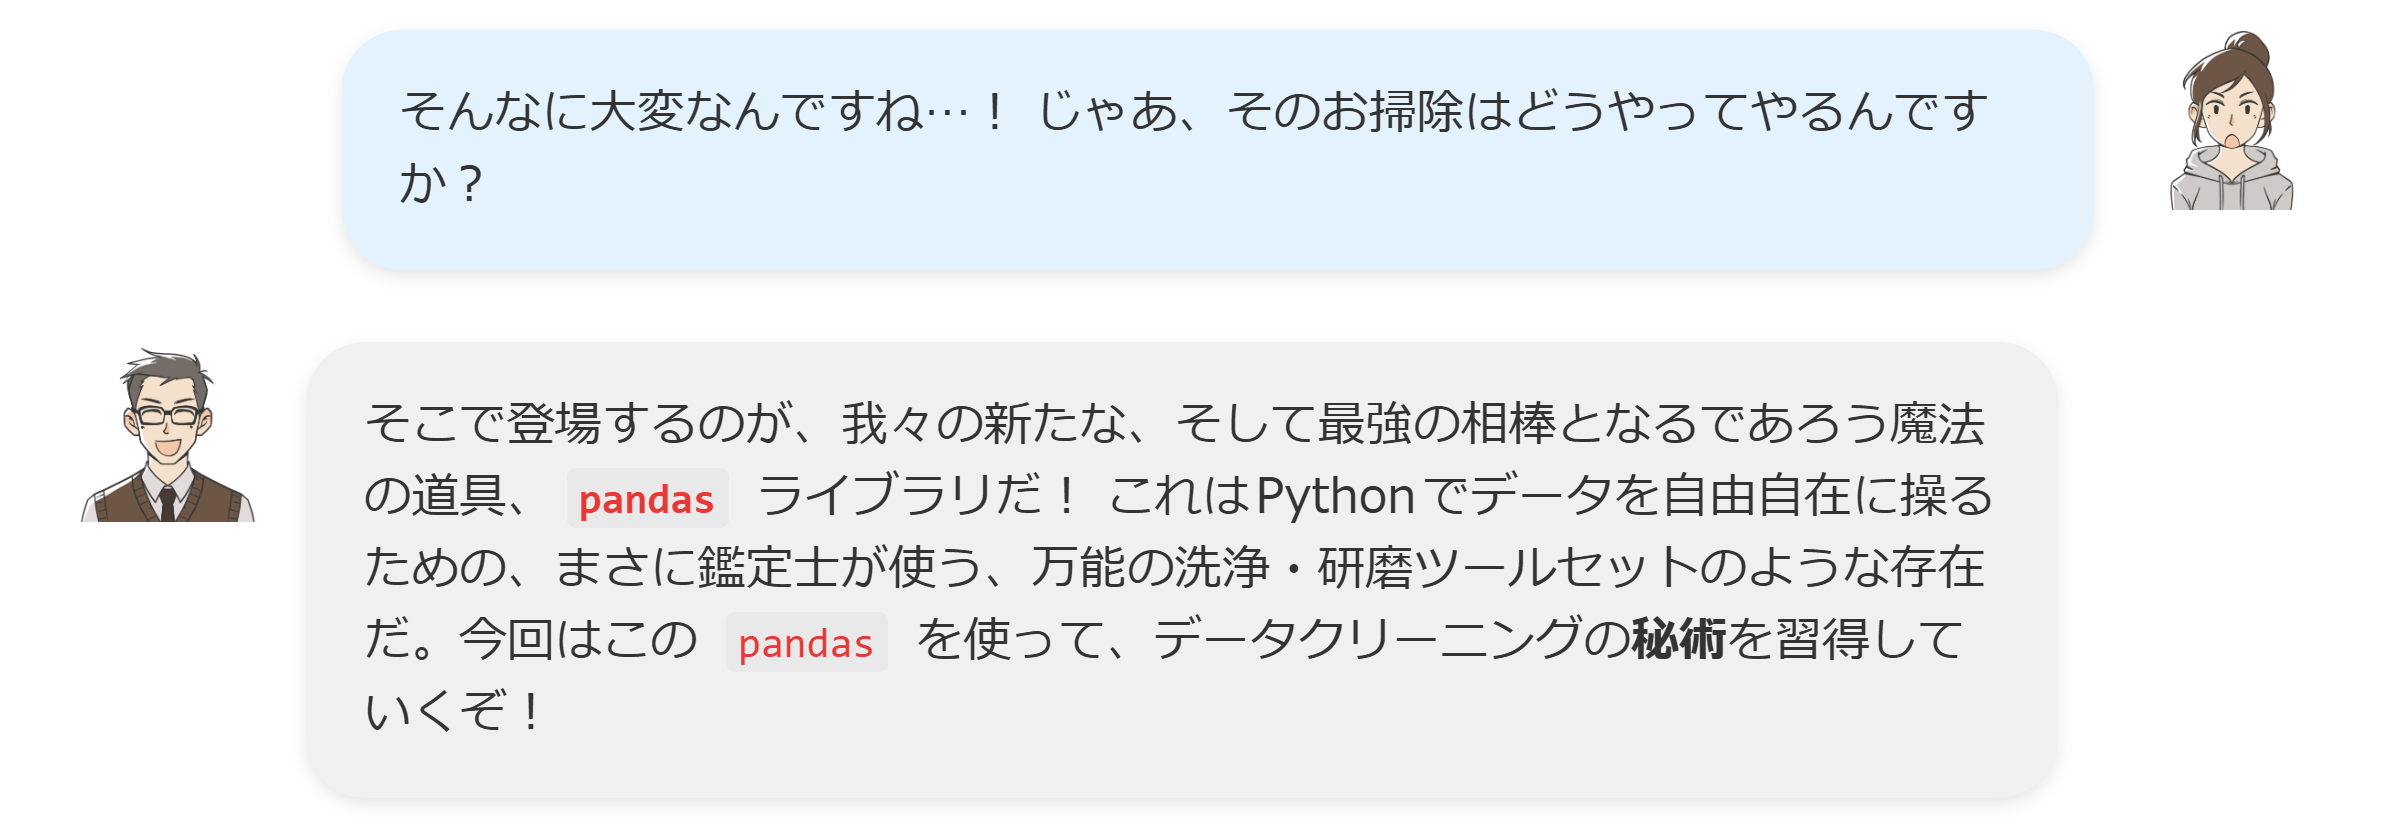 そんなに大変なんですね…！ じゃあ、そのお掃除はどうやってやるんです
か？
そこで登場するのが、我々の新たな、そして最強の相棒となるであろう魔法
の道具、 pandas ライブラリだ！ これはPythonでデータを自由自在に操る
ための、まさに鑑定士が使う、万能の洗浄・研磨ツールセットのような存在
だ。今回はこの pandas を使って、データクリーニングの秘術を習得して
いくぞ！